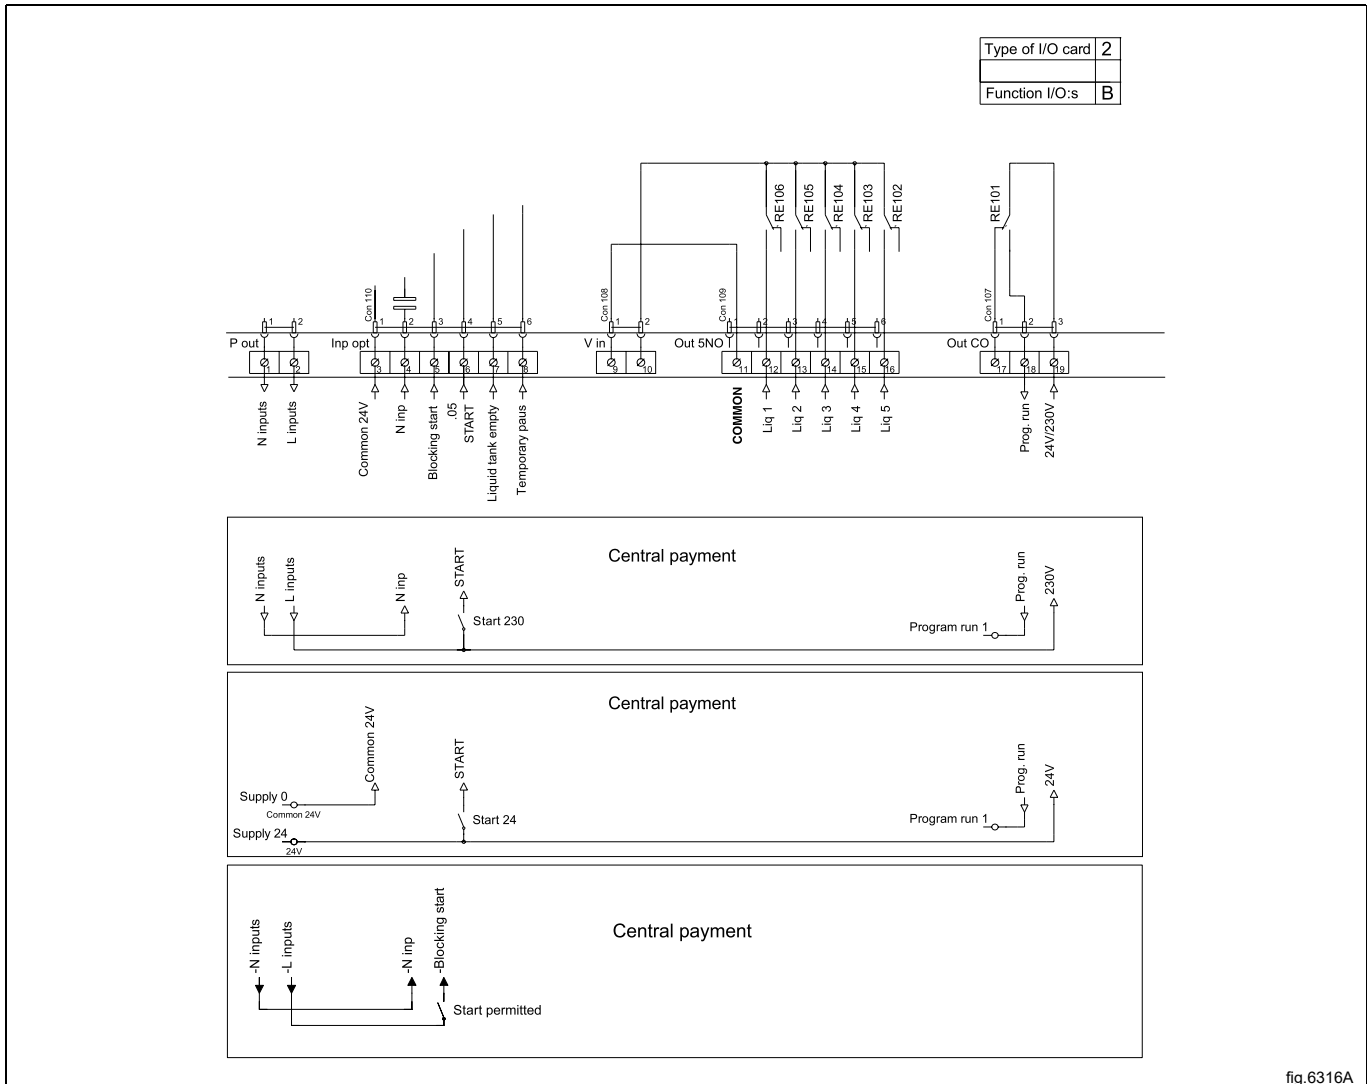 Type of I/O card 2
Function I/O:s B
RE106 RE105 RE104 RE103 RE102 RE101
Con 110 Con 108 Con 109 Con 107
1 2 1 2 3 4 5 6 1 2 1 2 3 4 5 6 1 2 3
P out Inp opt V in Out 5NO Out CO
1 2 3 4 5 6 7 8 9 10 11 12 13 14 15 16 17 18 19
N inputs
L inputs
Common 24V
N inp
Blocking start
.05
START
Liquid tank empty
Temporary paus
COMMON
Liq 1
Liq 2
Liq 3
Liq 4
Liq 5
Prog. run
24V/230V
Central payment
N inputs
L inputs
N inp
START
Start 230
Program run 1
Prog. run
230V
Central payment
Common 24V
START
Supply 0
Common 24V
Supply 24
24V
Start 24
Program run 1
Prog. run
24V
Central payment
-N inputs
-L inputs
-N inp
-Blocking start
Start permitted
fig.6316A